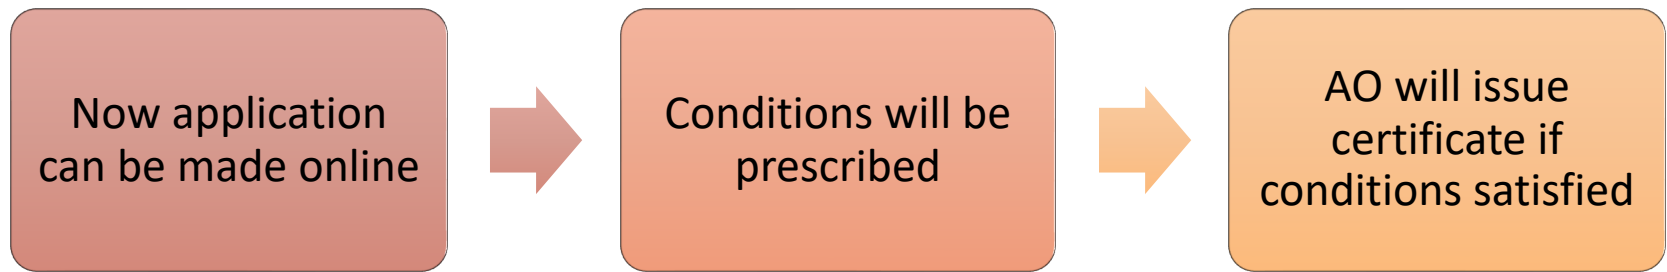 Now application
can be made online
Conditions will be
prescribed
AO will issue
certificate if
conditions satisfied